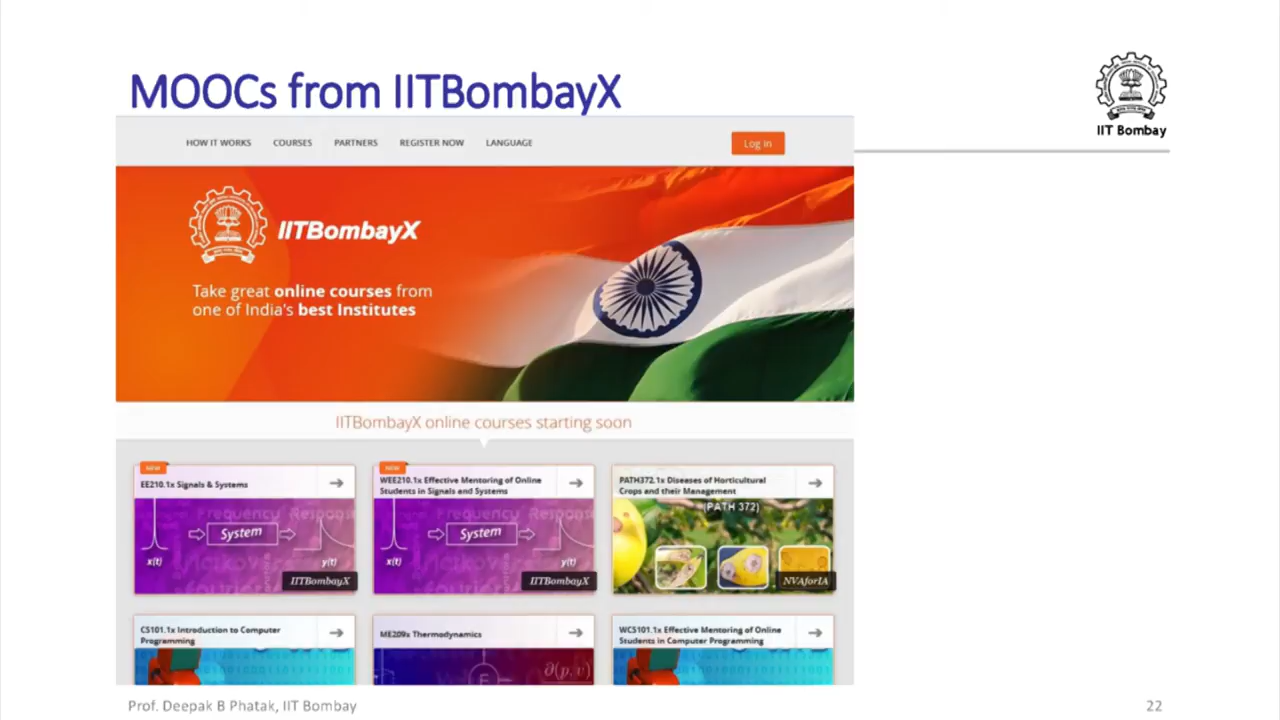 MOOCs from IITBombayX
IIT Bombay
HOW IT WORKS COURSES PARTNERS REGISTER NOW LANGUAGE Log in
IITBombayX
Take great online courses from
one of India's best Institutes
IITBombayX online courses starting soon
NEW
EE210.1x Signals & Systems
Frequency Response
System
x(t)
y(t)
IITBombayX
NEW
WEE210.1x Effective Mentoring of Online
Students in Signals and Systems
Frequency Response
System
x(t)
y(t)
IITBombayX
PATH372.1x Diseases of Horticultural
Crops and their Management
(PATH 372)
NVAforIA
CS101.1x Introduction to Computer
Programming
ME209x Thermodynamics
∂(p, v)
WCS101.1x Effective Mentoring of Online
Students in Computer Programming
Prof. Deepak B Phatak, IIT Bombay
22